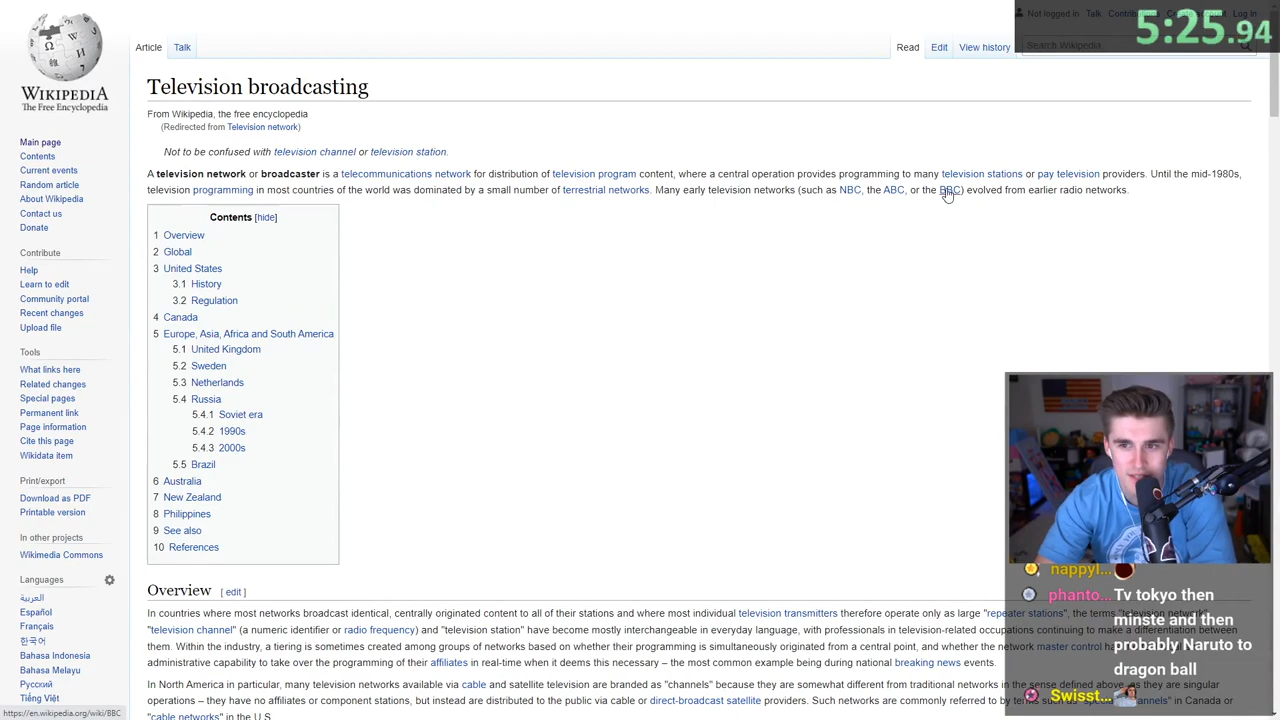 Not logged in Talk Contributions Create account Log in
5:25.94
Article Talk
Read Edit View history Search Wikipedia
WIKIPEDIA
The Free Encyclopedia
Main page
Contents
Current events
Random article
About Wikipedia
Contact us
Donate
Contribute
Help
Learn to edit
Community portal
Recent changes
Upload file
Tools
What links here
Related changes
Special pages
Permanent link
Page information
Cite this page
Wikidata item
Print/export
Download as PDF
Printable version
In other projects
Wikimedia Commons
Languages
العربية
Español
Français
한국어
Bahasa Indonesia
Bahasa Melayu
Русский
Tiếng Việt
https://en.wikipedia.org/wiki/BBC
Television broadcasting
From Wikipedia, the free encyclopedia
(Redirected from Television network)
Not to be confused with television channel or television station.
A television network or broadcaster is a telecommunications network for distribution of television program content, where a central operation provides programming to many television stations or pay television providers. Until the mid-1980s,
television programming in most countries of the world was dominated by a small number of terrestrial networks. Many early television networks (such as NBC, the ABC, or the BBC) evolved from earlier radio networks.
Contents [hide]
1 Overview
2 Global
3 United States
3.1 History
3.2 Regulation
4 Canada
5 Europe, Asia, Africa and South America
5.1 United Kingdom
5.2 Sweden
5.3 Netherlands
5.4 Russia
5.4.1 Soviet era
5.4.2 1990s
5.4.3 2000s
5.5 Brazil
6 Australia
7 New Zealand
8 Philippines
9 See also
10 References
Overview [ edit ]
In countries where most networks broadcast identical, centrally originated content to all of their stations and where most individual television transmitters therefore operate only as large "repeater stations", the terms "television network",
"television channel" (a numeric identifier or radio frequency) and "television station" have become mostly interchangeable in everyday language, with professionals in television-related occupations continuing to make a differentiation between
them. Within the industry, a tiering is sometimes created among groups of networks based on whether their programming is simultaneously originated from a central point, and whether the network master control has
administrative capability to take over the programming of their affiliates in real-time when it deems this necessary – the most common example being during national breaking news events.
In North America in particular, many television networks available via cable and satellite television are branded as "channels" because they are somewhat different from traditional networks in the sense defined above, as they are singular
operations – they have no affiliates or component stations, but instead are distributed to the public via cable or direct-broadcast satellite providers. Such networks are commonly referred to by terms such as "specialty channels" in Canada or
"cable networks" in the U.S.
nappyl...
phanto... Tv tokyo then
minste and then
probably Naruto to
dragon ball
Swisst...